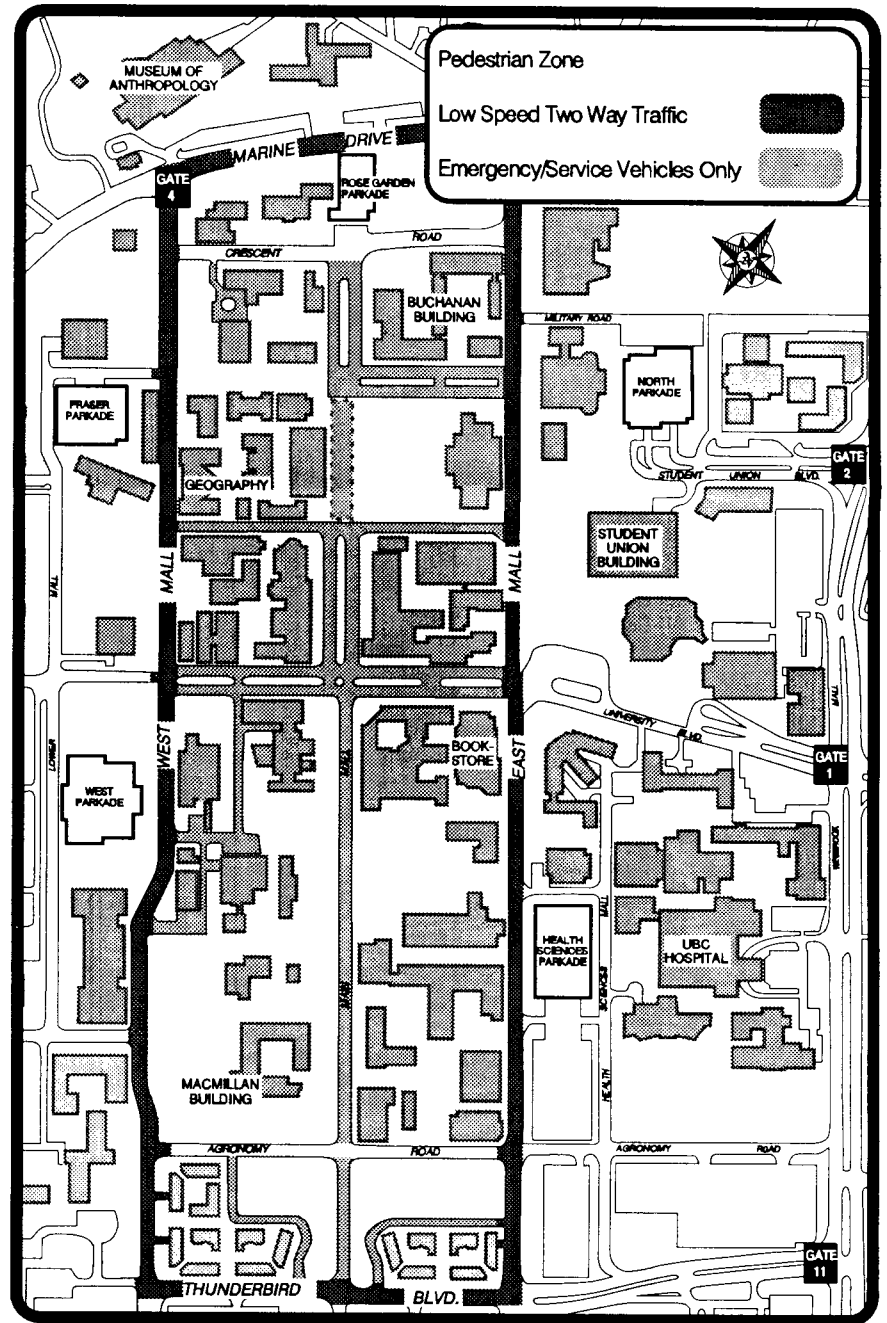 MUSEUM OF
ANTHROPOLOGY
Pedestrian Zone
Low Speed Two Way Traffic
Emergency/Service Vehicles Only
MARINE DRIVE
GATE
4
ROSE GARDEN
PARKADE
CRESCENT ROAD
BUCHANAN
BUILDING
MILITARY ROAD
FRASER
PARKADE
NORTH
PARKADE
GEOGRAPHY
GATE
2
STUDENT UNION BLVD.
STUDENT
UNION
BUILDING
MALL
MALL
MALL
UNIVERSITY
BLVD.
MALL
LOWER
WEST
MALL
BOOK-
STORE
EAST
GATE
1
WEST
PARKADE
WESBROOK
MALL
HEALTH
SCIENCES
PARKADE
UBC
HOSPITAL
MAIN
SCIENCES
HEALTH
MACMILLAN
BUILDING
AGRONOMY ROAD
AGRONOMY ROAD
GATE
11
THUNDERBIRD BLVD.